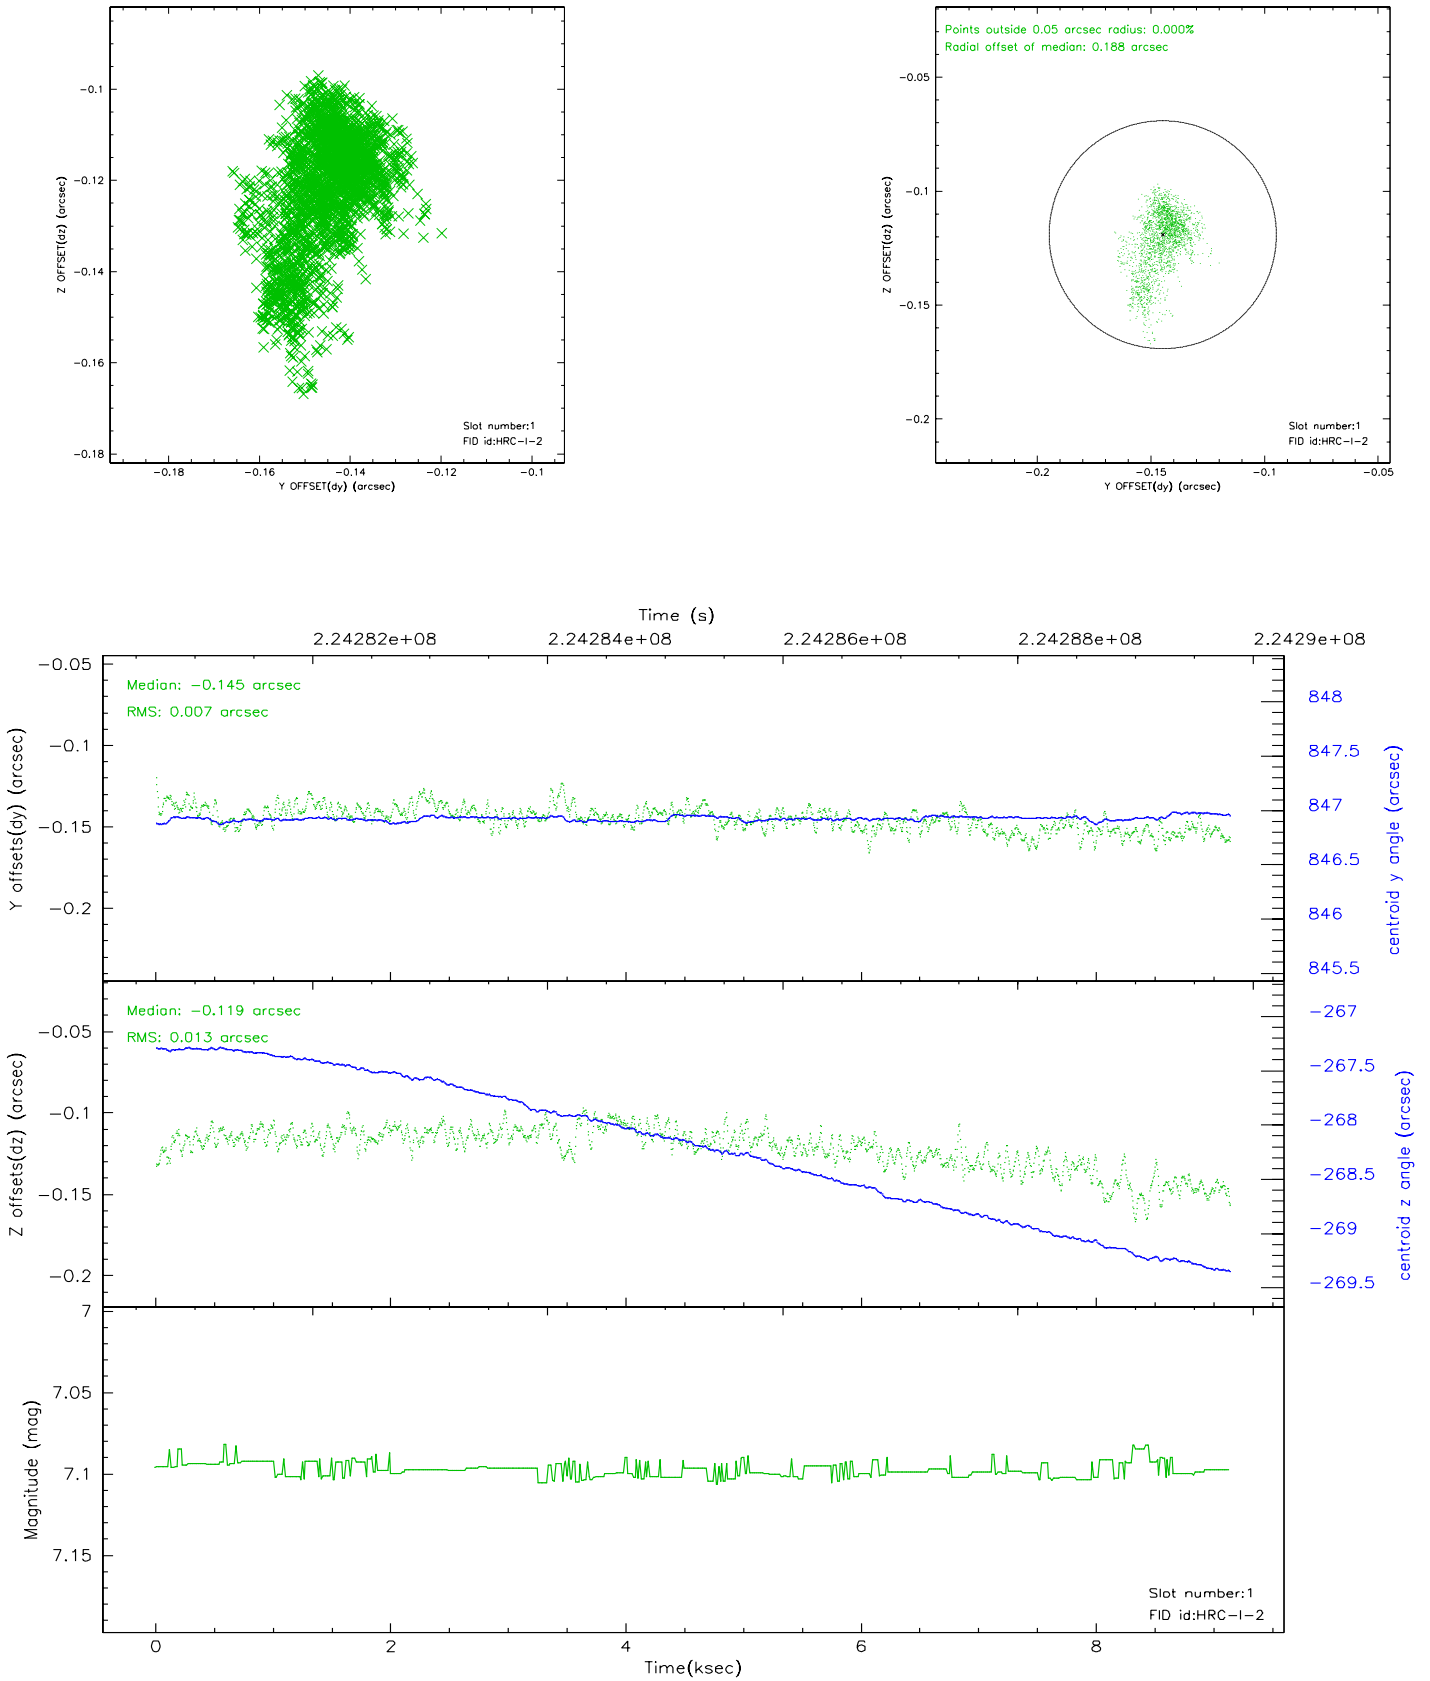 -0.1
-0.12
-0.14
-0.16
-0.18
Z OFFSET(dz) (arcsec)
Slot number:1
FID id:HRC-I-2
-0.18 -0.16 -0.14 -0.12 -0.1
Y OFFSET(dy) (arcsec)
Points outside 0.05 arcsec radius: 0.000%
Radial offset of median: 0.188 arcsec
-0.05
-0.1
-0.15
-0.2
Z OFFSET(dz) (arcsec)
Slot number:1
FID id:HRC-I-2
-0.2 -0.15 -0.1 -0.05
Y OFFSET(dy) (arcsec)
Time (s)
2.24282e+08 2.24284e+08 2.24286e+08 2.24288e+08 2.2429e+08
Median: -0.145 arcsec
RMS: 0.007 arcsec
-0.05
-0.1
-0.15
-0.2
Y offsets(dy) (arcsec)
848
847.5
847
846.5
846
845.5
centroid y angle (arcsec)
Median: -0.119 arcsec
RMS: 0.013 arcsec
-0.05
-0.1
-0.15
-0.2
Z offsets(dz) (arcsec)
-267
-267.5
-268
-268.5
-269
-269.5
centroid z angle (arcsec)
7
7.05
7.1
7.15
Magnitude (mag)
Slot number:1
FID id:HRC-I-2
0 2 4 6 8
Time(ksec)